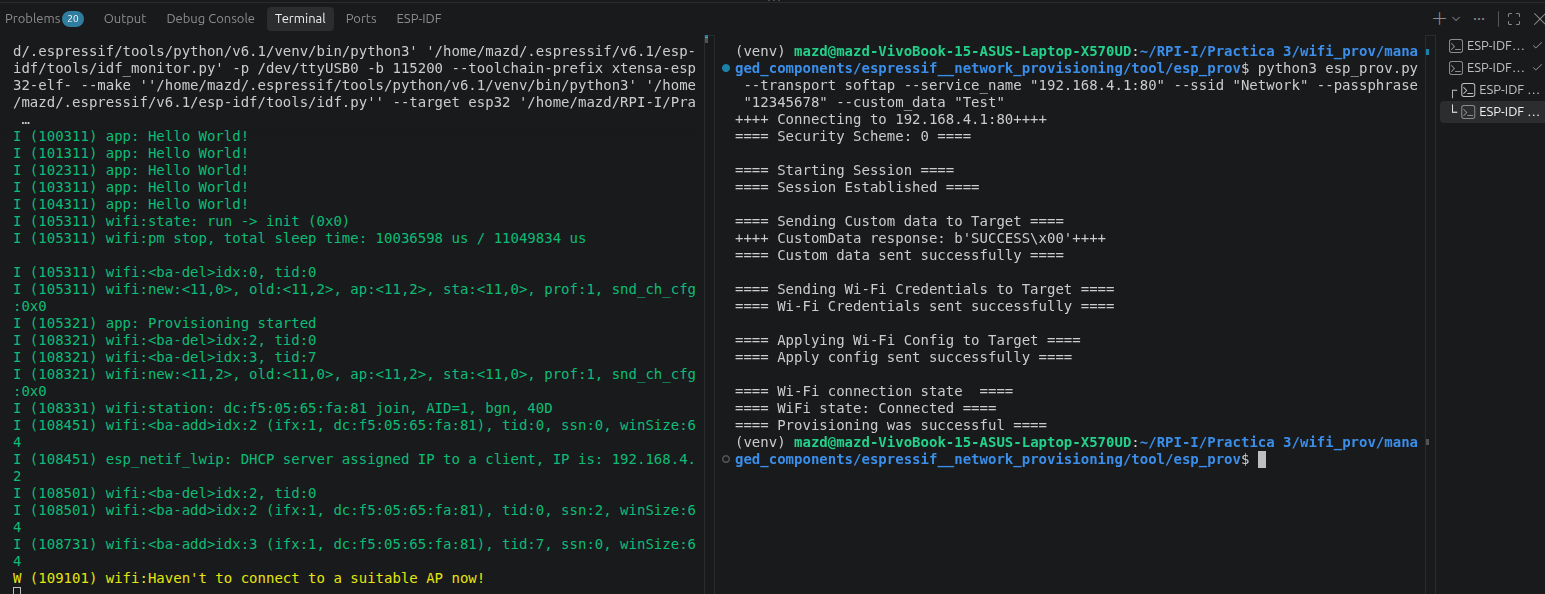 Problems 20 Output Debug Console Terminal Ports ESP-IDF
d/.espressif/tools/python/v6.1/venv/bin/python3' '/home/mazd/.espressif/v6.1/esp-
idf/tools/idf_monitor.py' -p /dev/ttyUSB0 -b 115200 --toolchain-prefix xtensa-esp
32-elf- --make ''/home/mazd/.espressif/tools/python/v6.1/venv/bin/python3' '/home
/mazd/.espressif/v6.1/esp-idf/tools/idf.py'' --target esp32 '/home/mazd/RPI-I/Pra
…
I (100311) app: Hello World!
I (101311) app: Hello World!
I (102311) app: Hello World!
I (103311) app: Hello World!
I (104311) app: Hello World!
I (105311) wifi:state: run -> init (0x0)
I (105311) wifi:pm stop, total sleep time: 10036598 us / 11049834 us
I (105311) wifi:<ba-del>idx:0, tid:0
I (105311) wifi:new:<11,0>, old:<11,2>, ap:<11,2>, sta:<11,0>, prof:1, snd_ch_cfg
:0x0
I (105321) app: Provisioning started
I (108321) wifi:<ba-del>idx:2, tid:0
I (108321) wifi:<ba-del>idx:3, tid:7
I (108321) wifi:new:<11,2>, old:<11,0>, ap:<11,2>, sta:<11,0>, prof:1, snd_ch_cfg
:0x0
I (108331) wifi:station: dc:f5:05:65:fa:81 join, AID=1, bgn, 40D
I (108451) wifi:<ba-add>idx:2 (ifx:1, dc:f5:05:65:fa:81), tid:0, ssn:0, winSize:6
4
I (108451) esp_netif_lwip: DHCP server assigned IP to a client, IP is: 192.168.4.
2
I (108501) wifi:<ba-del>idx:2, tid:0
I (108501) wifi:<ba-add>idx:2 (ifx:1, dc:f5:05:65:fa:81), tid:0, ssn:2, winSize:6
4
I (108731) wifi:<ba-add>idx:3 (ifx:1, dc:f5:05:65:fa:81), tid:7, ssn:0, winSize:6
4
W (109101) wifi:Haven't to connect to a suitable AP now!
(venv) mazd@mazd-VivoBook-15-ASUS-Laptop-X570UD:~/RPI-I/Practica 3/wifi_prov/mana
ged_components/espressif__network_provisioning/tool/esp_prov$ python3 esp_prov.py
--transport softap --service_name "192.168.4.1:80" --ssid "Network" --passphrase
"12345678" --custom_data "Test"
++++ Connecting to 192.168.4.1:80++++
==== Security Scheme: 0 ====
==== Starting Session ====
==== Session Established ====
==== Sending Custom data to Target ====
++++ CustomData response: b'SUCCESS\x00'++++
==== Custom data sent successfully ====
==== Sending Wi-Fi Credentials to Target ====
==== Wi-Fi Credentials sent successfully ====
==== Applying Wi-Fi Config to Target ====
==== Apply config sent successfully ====
==== Wi-Fi connection state  ====
==== WiFi state: Connected ====
==== Provisioning was successful ====
(venv) mazd@mazd-VivoBook-15-ASUS-Laptop-X570UD:~/RPI-I/Practica 3/wifi_prov/mana
ged_components/espressif__network_provisioning/tool/esp_prov$
ESP-IDF...
ESP-IDF...
ESP-IDF ...
ESP-IDF ...